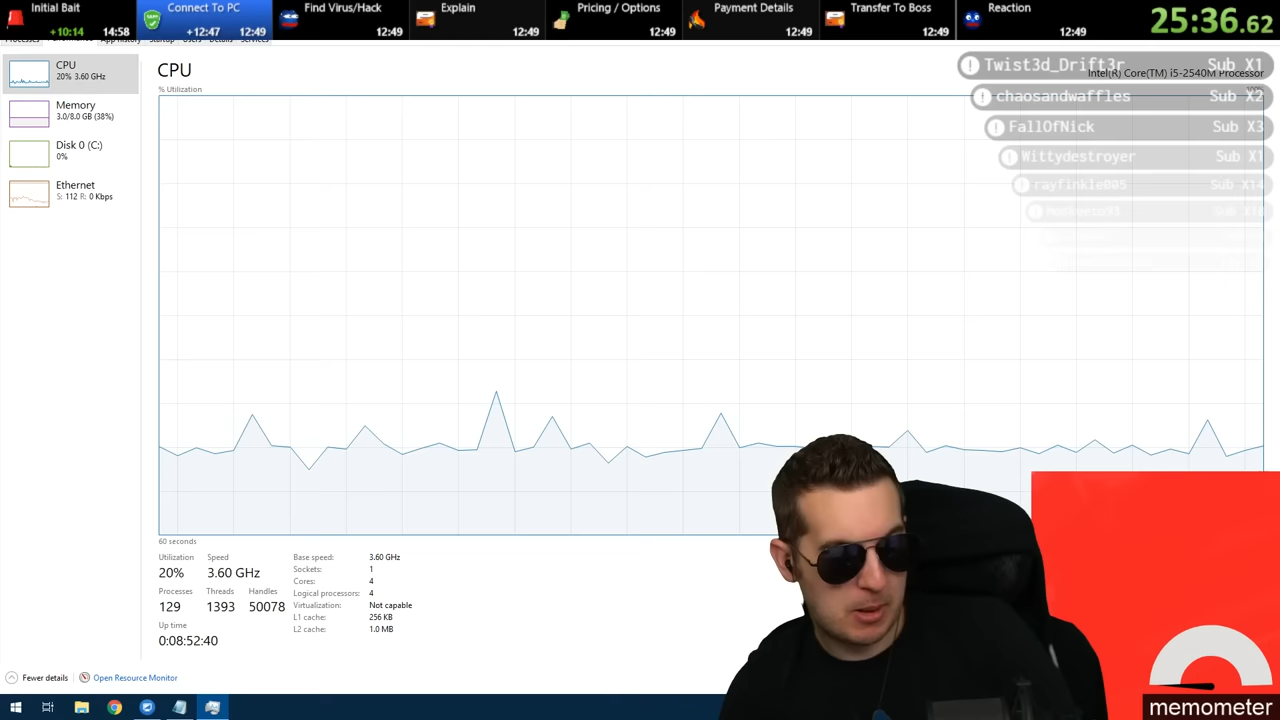 Initial Bait
+10:14 14:58
Connect To PC
+12:47 12:49
Find Virus/Hack
12:49
Explain
12:49
Pricing / Options
12:49
Payment Details
12:49
Transfer To Boss
12:49
Reaction
12:49
25:36.62
CPU
20% 3.60 GHz
Memory
3.0/8.0 GB (38%)
Disk 0 (C:)
0%
Ethernet
S: 112 R: 0 Kbps
CPU
Intel(R) Core(TM) i5-2540M Processor
% Utilization
100%
Twist3d_Drift3r Sub X1
chaosandwaffles Sub X2
FallOfNick Sub X3
Wittydestroyer Sub X1
rayfinkle005 Sub X14
60 seconds
Utilization Speed
20% 3.60 GHz
Processes Threads Handles
129 1393 50078
Up time
0:08:52:40
Base speed: 3.60 GHz
Sockets: 1
Cores: 4
Logical processors: 4
Virtualization: Not capable
L1 cache: 256 KB
L2 cache: 1.0 MB
Fewer details
Open Resource Monitor
memometer